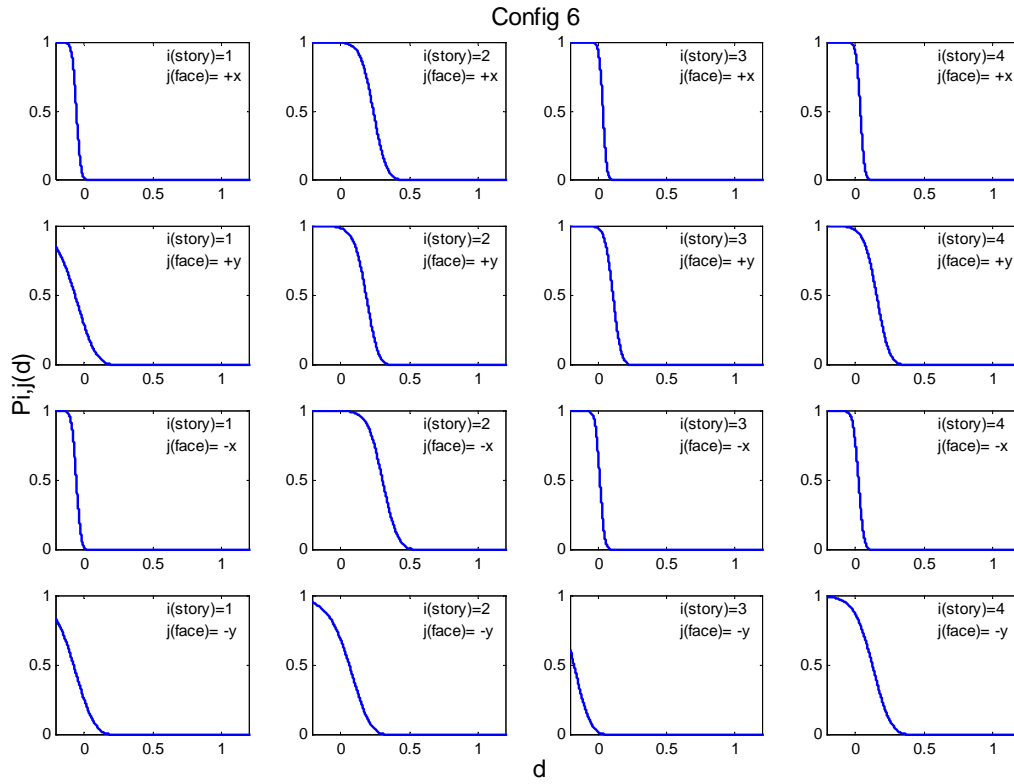 Config 6
1
0.5
0
0 0.5 1
i(story)=1
j(face)= +x
1
0.5
0
0 0.5 1
i(story)=2
j(face)= +x
1
0.5
0
0 0.5 1
i(story)=3
j(face)= +x
1
0.5
0
0 0.5 1
i(story)=4
j(face)= +x
1
0.5
0
0 0.5 1
i(story)=1
j(face)= +y
1
0.5
0
0 0.5 1
i(story)=2
j(face)= +y
1
0.5
0
0 0.5 1
i(story)=3
j(face)= +y
1
0.5
0
0 0.5 1
i(story)=4
j(face)= +y
Pi,j(d)
1
0.5
0
0 0.5 1
i(story)=1
j(face)= -x
1
0.5
0
0 0.5 1
i(story)=2
j(face)= -x
1
0.5
0
0 0.5 1
i(story)=3
j(face)= -x
1
0.5
0
0 0.5 1
i(story)=4
j(face)= -x
1
0.5
0
0 0.5 1
i(story)=1
j(face)= -y
1
0.5
0
0 0.5 1
i(story)=2
j(face)= -y
1
0.5
0
0 0.5 1
i(story)=3
j(face)= -y
1
0.5
0
0 0.5 1
i(story)=4
j(face)= -y
d